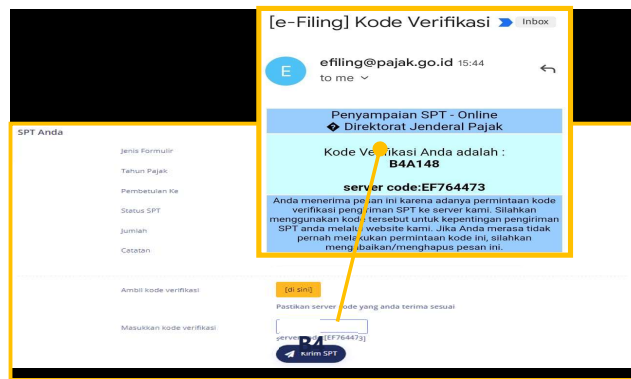 [e-Filing] Kode Verifikasi Inbox
E
efiling@pajak.go.id 15:44
to me
Penyampaian SPT - Online
� Direktorat Jenderal Pajak
Kode Verifikasi Anda adalah :
B4A148
server code:EF764473
Anda menerima pesan ini karena adanya permintaan kode
verifikasi pengiriman SPT ke server kami. Silahkan
menggunakan kode tersebut untuk kepentingan pengiriman
SPT anda melalui website kami. Jika Anda merasa tidak
pernah melakukan permintaan kode ini, silahkan
mengabaikan/menghapus pesan ini.
SPT Anda
Jenis Formulir
Tahun Pajak
Pembetulan Ke
Status SPT
Jumlah
Catatan
Ambil kode verifikasi [di sini]
Pastikan server kode yang anda terima sesuai
Masukkan kode verifikasi
server code[EF764473]
B4
Kirim SPT